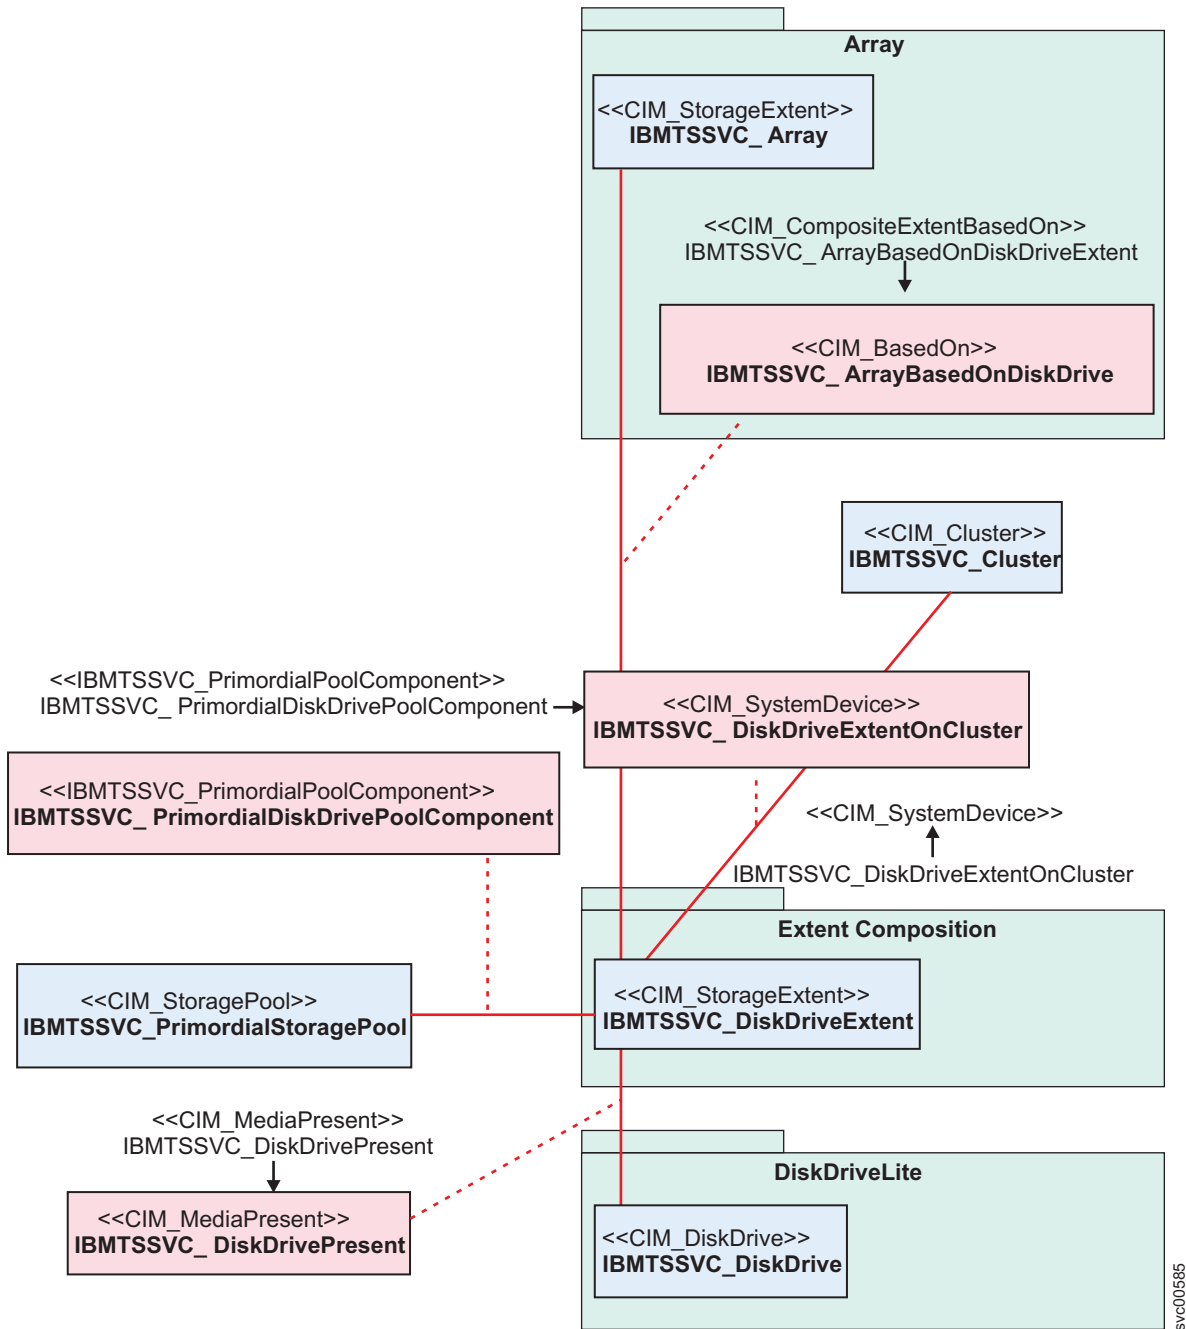 Array
<<CIM_StorageExtent>>
IBMTSSVC_ Array
<<CIM_CompositeExtentBasedOn>>
IBMTSSVC_ ArrayBasedOnDiskDriveExtent
<<CIM_BasedOn>>
IBMTSSVC_ ArrayBasedOnDiskDrive
<<CIM_Cluster>>
IBMTSSVC_Cluster
<<IBMTSSVC_PrimordialPoolComponent>>
IBMTSSVC_ PrimordialDiskDrivePoolComponent
<<CIM_SystemDevice>>
IBMTSSVC_ DiskDriveExtentOnCluster
<<IBMTSSVC_PrimordialPoolComponent>>
IBMTSSVC_ PrimordialDiskDrivePoolComponent
<<CIM_SystemDevice>>
IBMTSSVC_DiskDriveExtentOnCluster
Extent Composition
<<CIM_StoragePool>>
IBMTSSVC_PrimordialStoragePool
<<CIM_StorageExtent>>
IBMTSSVC_DiskDriveExtent
<<CIM_MediaPresent>>
IBMTSSVC_DiskDrivePresent
DiskDriveLite
<<CIM_MediaPresent>>
IBMTSSVC_ DiskDrivePresent
<<CIM_DiskDrive>>
IBMTSSVC_DiskDrive
svc00585